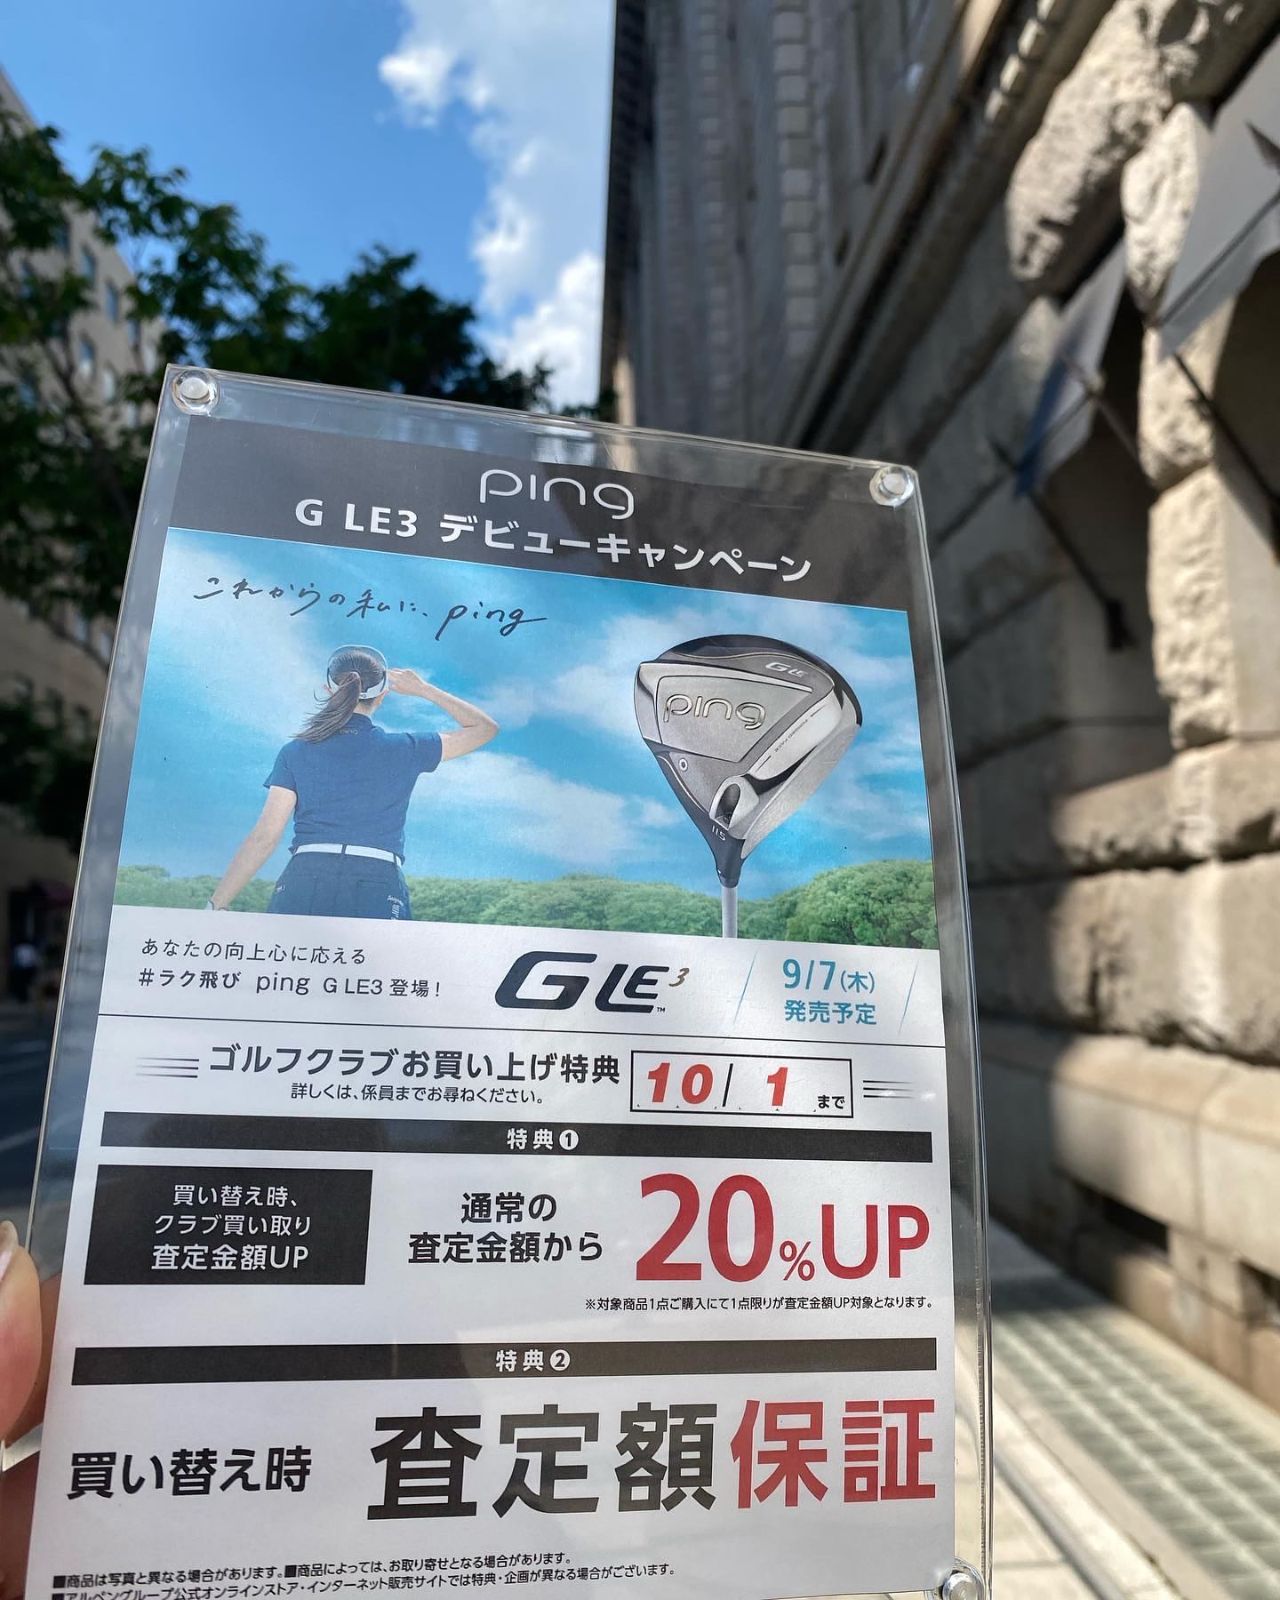 ping
G LE3 デビューキャンペーン
これからの私に、ping
GLE
ping
11.5
あなたの向上心に応える
#ラク飛び ping G LE3 登場！
G LE3™
9/7(木)
発売予定
ゴルフクラブお買い上げ特典
詳しくは、係員までお尋ねください。
10/1まで
特典❶
買い替え時、
クラブ買い取り
査定金額UP
通常の
査定金額から
20%UP
※対象商品1点ご購入にて1点限りが査定金額UP対象となります。
特典❷
買い替え時
査定額保証
■商品は写真と異なる場合があります。■商品によっては、お取り寄せとなる場合があります。
■アルペングループ公式オンラインストア・インターネット販売サイトでは特典・企画が異なる場合がございます。